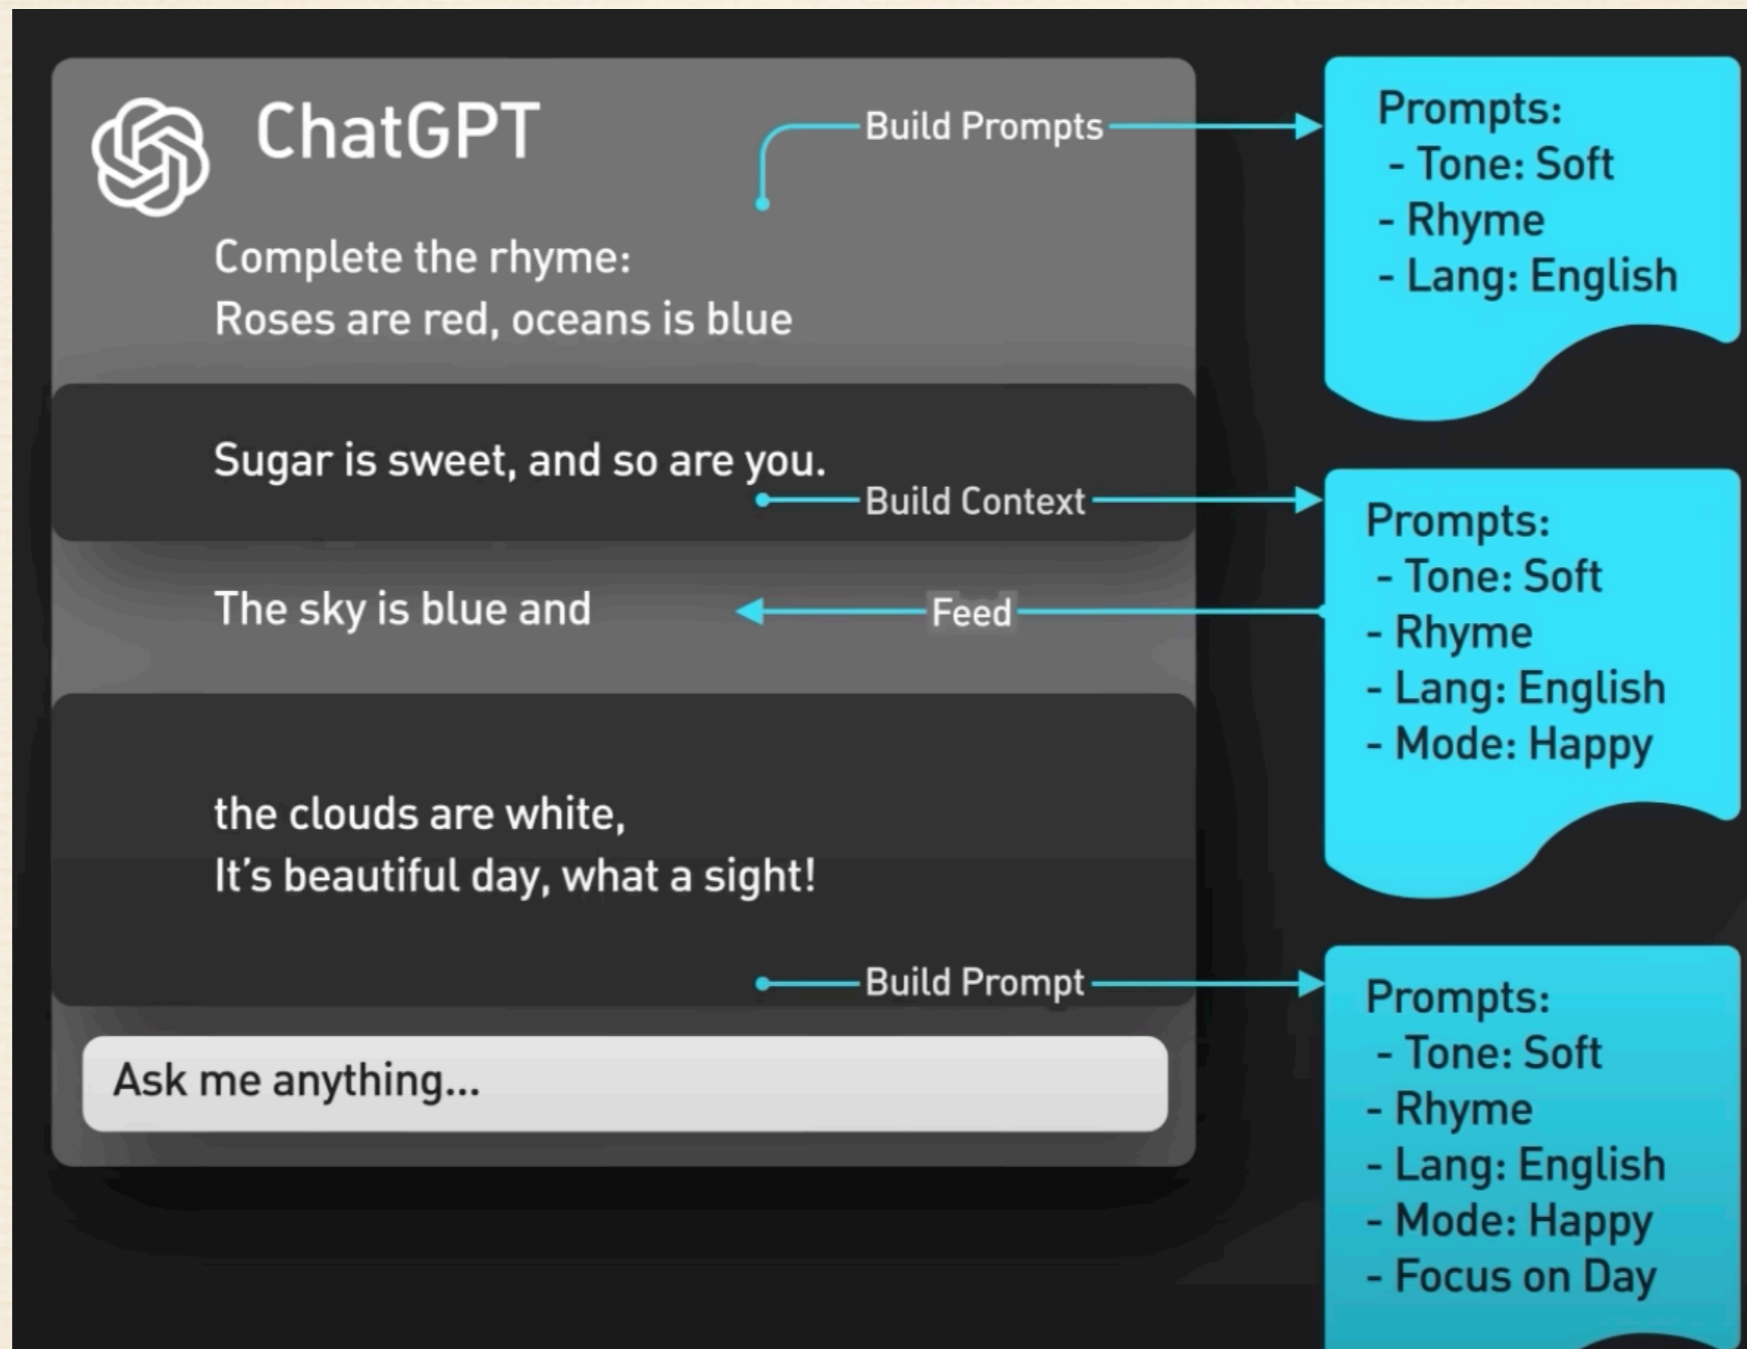 ChatGPT
Build Prompts
Complete the rhyme:
Roses are red, oceans is blue
Prompts:
- Tone: Soft
- Rhyme
- Lang: English
Sugar is sweet, and so are you.
Build Context
The sky is blue and
Feed
Prompts:
- Tone: Soft
- Rhyme
- Lang: English
- Mode: Happy
the clouds are white,
It's beautiful day, what a sight!
Build Prompt
Ask me anything...
Prompts:
- Tone: Soft
- Rhyme
- Lang: English
- Mode: Happy
- Focus on Day